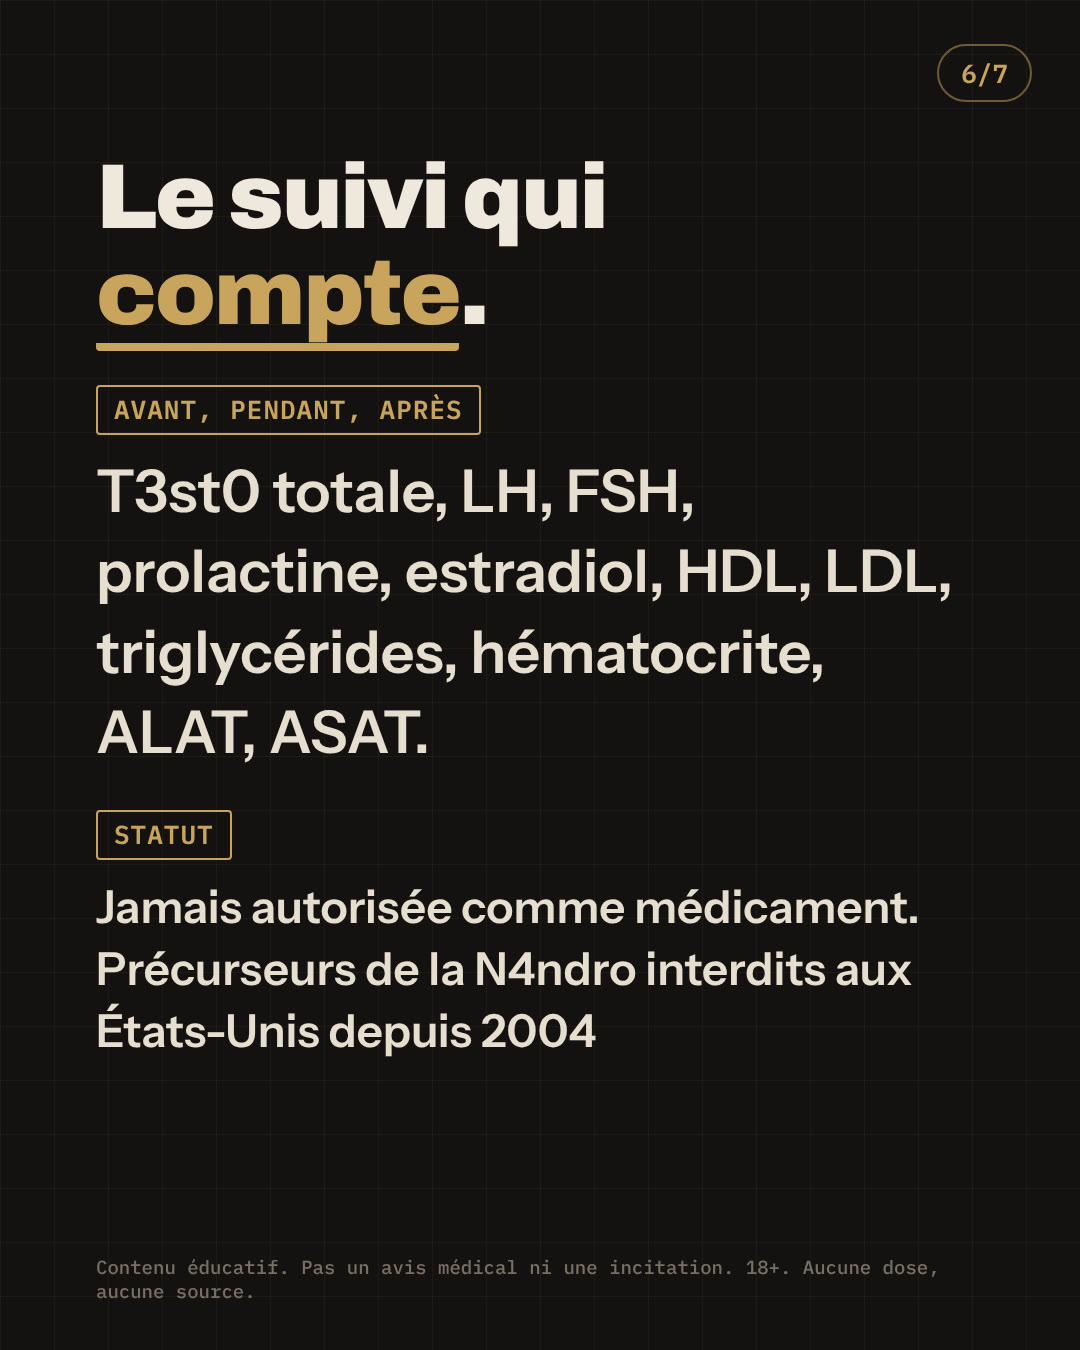 6/7
Le suivi qui
compte.
AVANT, PENDANT, APRÈS
T3st0 totale, LH, FSH,
prolactine, estradiol, HDL, LDL,
triglycérides, hématocrite,
ALAT, ASAT.
STATUT
Jamais autorisée comme médicament.
Précurseurs de la N4ndro interdits aux
États-Unis depuis 2004
Contenu éducatif. Pas un avis médical ni une incitation. 18+. Aucune dose,
aucune source.